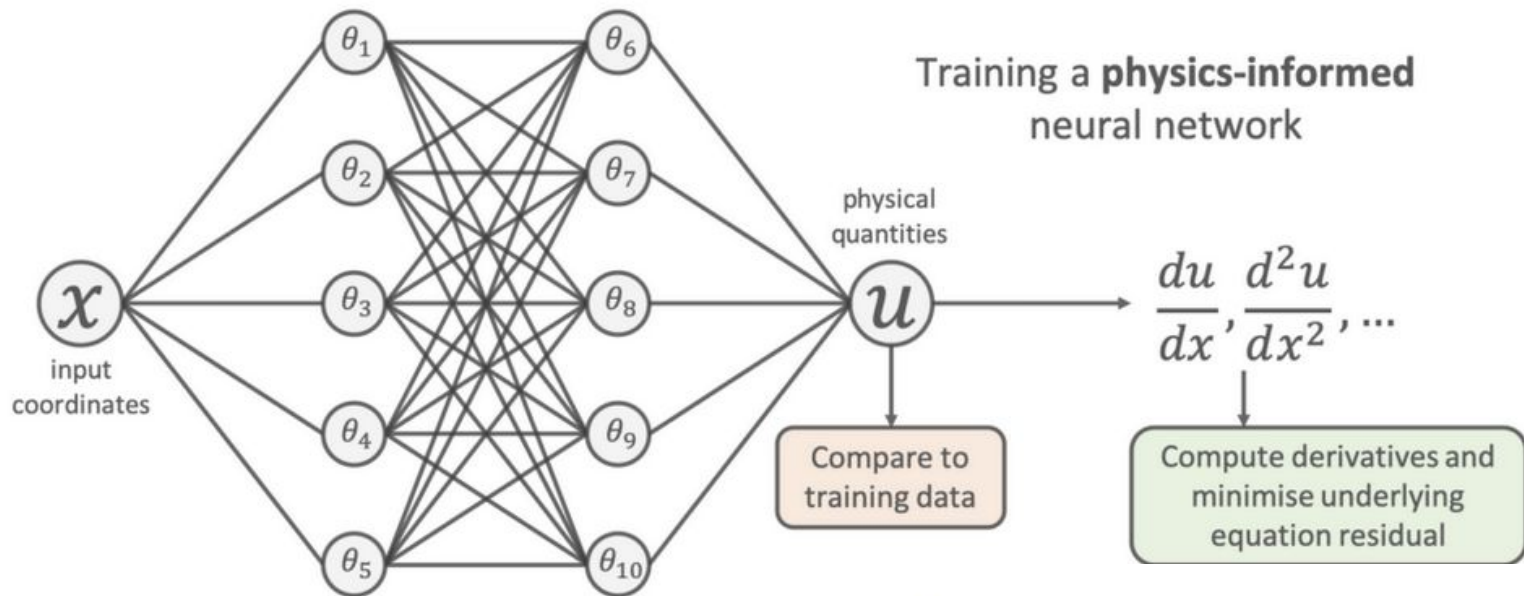 Training a physics-informed
neural network
x
input
coordinates
θ₁
θ₂
θ₃
θ₄
θ₅
θ₆
θ₇
θ₈
θ₉
θ₁₀
physical
quantities
u
du/dx, d²u/dx², ...
Compare to
training data
Compute derivatives and
minimise underlying
equation residual